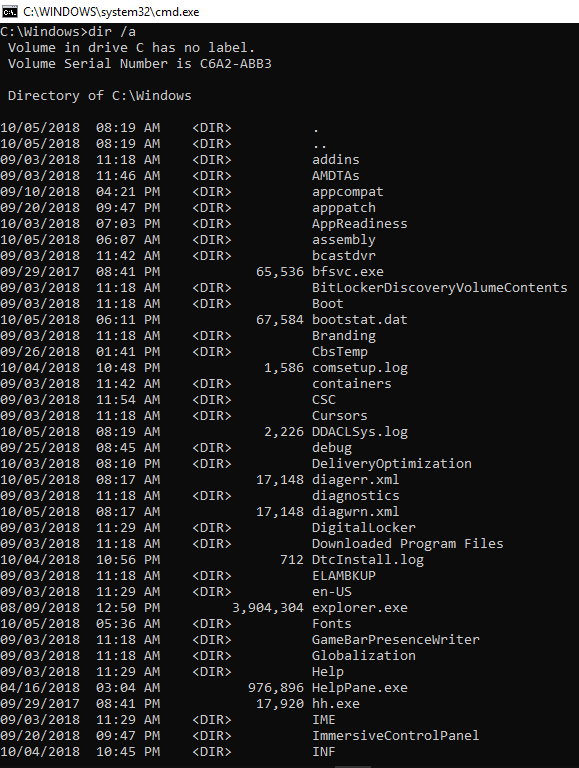 C:\WINDOWS\system32\cmd.exe
C:\Windows>dir /a
 Volume in drive C has no label.
 Volume Serial Number is C6A2-ABB3

 Directory of C:\Windows

10/05/2018  08:19 AM    <DIR>          .
10/05/2018  08:19 AM    <DIR>          ..
09/03/2018  11:18 AM    <DIR>          addins
09/03/2018  11:46 AM    <DIR>          AMDTAs
09/10/2018  04:21 PM    <DIR>          appcompat
09/20/2018  09:47 PM    <DIR>          apppatch
10/03/2018  07:03 PM    <DIR>          AppReadiness
10/05/2018  06:07 AM    <DIR>          assembly
09/03/2018  11:42 AM    <DIR>          bcastdvr
09/29/2017  08:41 PM            65,536 bfsvc.exe
09/03/2018  11:18 AM    <DIR>          BitLockerDiscoveryVolumeContents
09/03/2018  11:18 AM    <DIR>          Boot
10/05/2018  06:11 PM            67,584 bootstat.dat
09/03/2018  11:18 AM    <DIR>          Branding
09/26/2018  01:41 PM    <DIR>          CbsTemp
10/04/2018  10:48 PM             1,586 comsetup.log
09/03/2018  11:42 AM    <DIR>          containers
09/03/2018  11:54 AM    <DIR>          CSC
09/03/2018  11:18 AM    <DIR>          Cursors
10/05/2018  08:19 AM             2,226 DDACLSys.log
09/25/2018  08:45 AM    <DIR>          debug
10/03/2018  08:10 PM    <DIR>          DeliveryOptimization
10/05/2018  08:17 AM            17,148 diagerr.xml
09/03/2018  11:18 AM    <DIR>          diagnostics
10/05/2018  08:17 AM            17,148 diagwrn.xml
09/03/2018  11:29 AM    <DIR>          DigitalLocker
09/03/2018  11:18 AM    <DIR>          Downloaded Program Files
10/04/2018  10:56 PM               712 DtcInstall.log
09/03/2018  11:18 AM    <DIR>          ELAMBKUP
09/03/2018  11:29 AM    <DIR>          en-US
08/09/2018  12:50 PM         3,904,304 explorer.exe
10/05/2018  05:36 AM    <DIR>          Fonts
09/03/2018  11:18 AM    <DIR>          GameBarPresenceWriter
09/03/2018  11:18 AM    <DIR>          Globalization
09/03/2018  11:29 AM    <DIR>          Help
04/16/2018  03:04 AM           976,896 HelpPane.exe
09/29/2017  08:41 PM            17,920 hh.exe
09/03/2018  11:29 AM    <DIR>          IME
09/20/2018  09:47 PM    <DIR>          ImmersiveControlPanel
10/04/2018  10:45 PM    <DIR>          INF